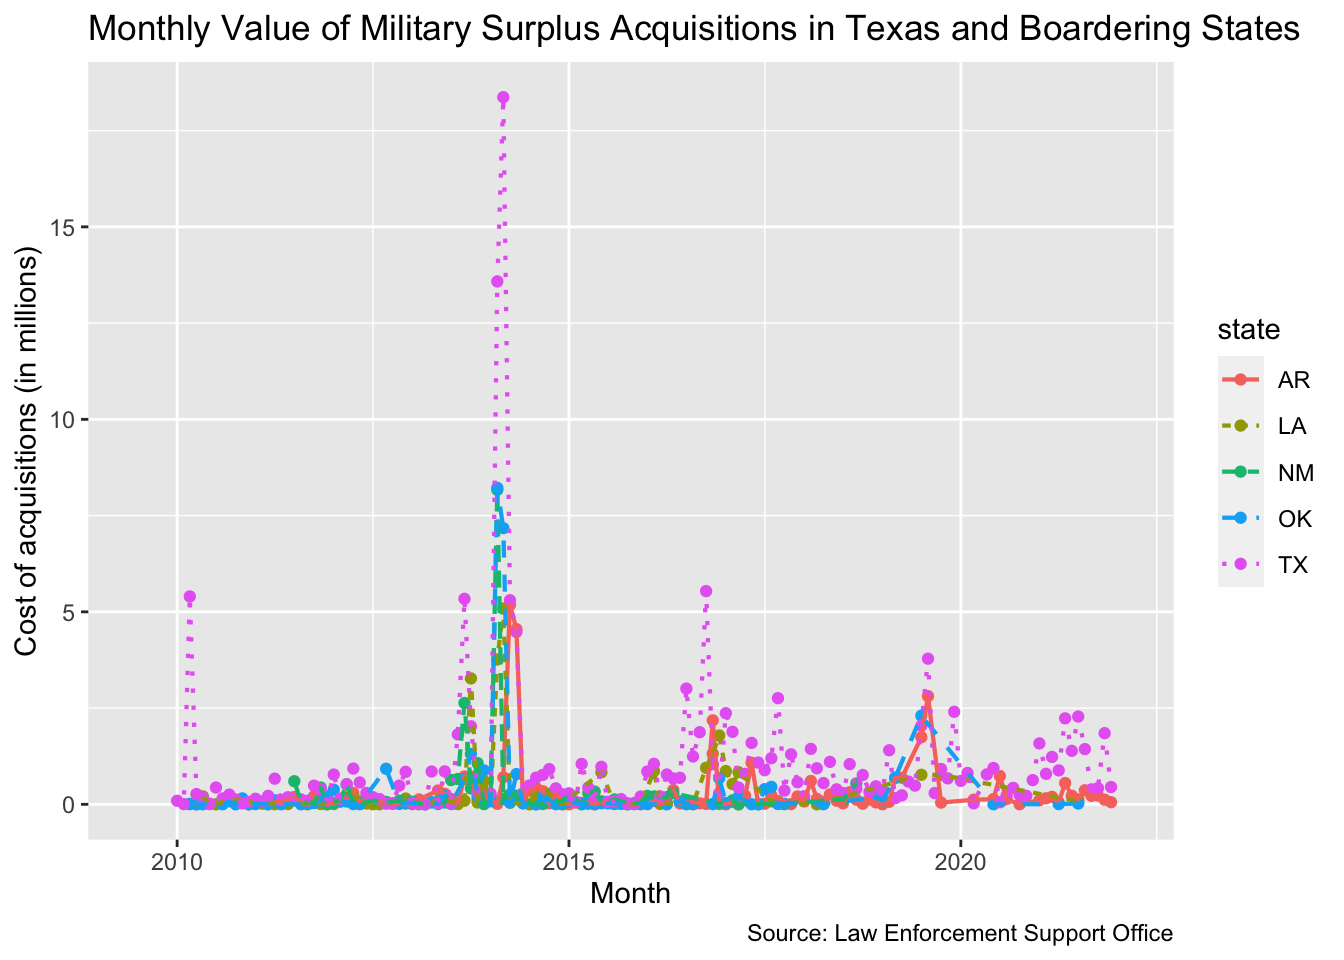 Monthly Value of Military Surplus Acquisitions in Texas and Boardering States
Cost of acquisitions (in millions)
15
10
5
0
2010
2015
2020
Month
state
AR
LA
NM
OK
TX
Source: Law Enforcement Support Office